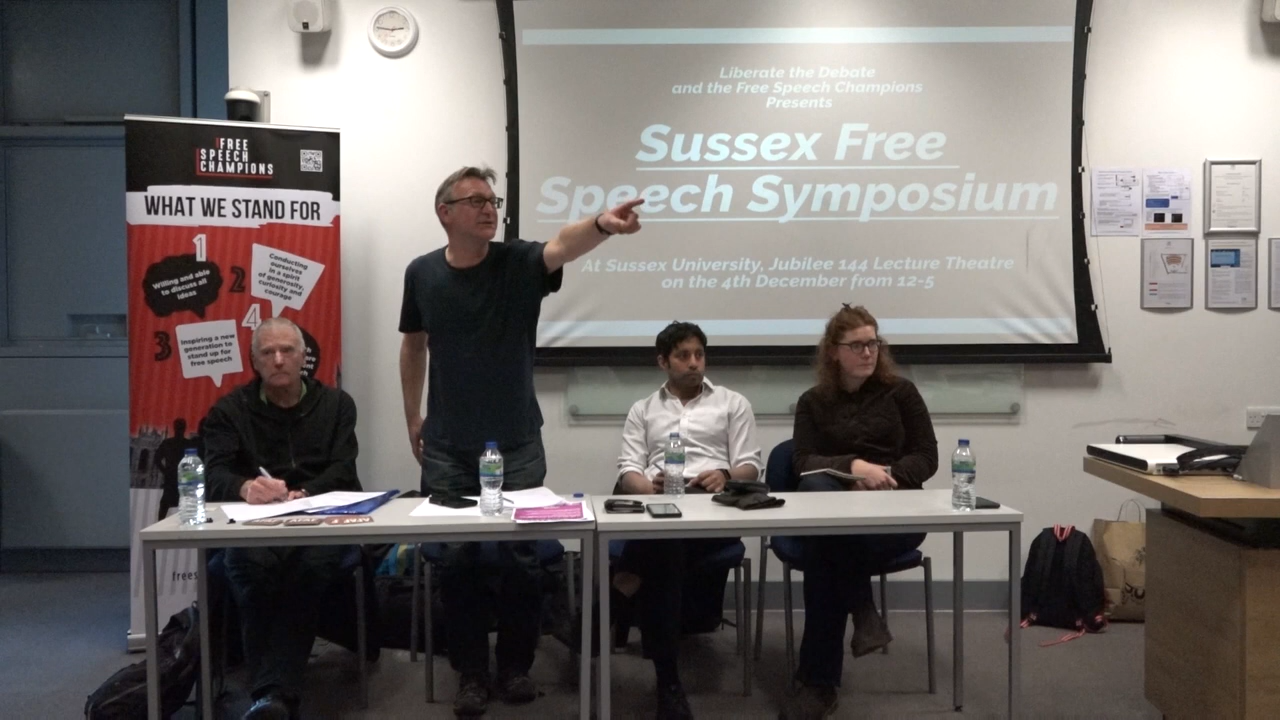 FREE
SPEECH
CHAMPIONS
WHAT WE STAND FOR
1
Willing and able
to discuss all
ideas
2
Conducting
ourselves
in a spirit
of generosity,
curiosity and
courage
3
Inspiring a new
generation to
stand up for
free speech
4
frees
Liberate the Debate
and the Free Speech Champions
Presents
Sussex Free
Speech Symposium
At Sussex University, Jubilee 144 Lecture Theatre
on the 4th December from 12-5